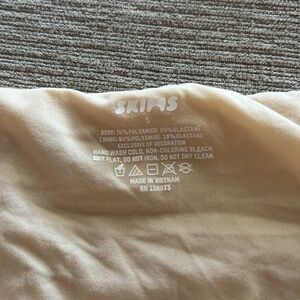 SKIMS
S
BODY: 76% POLYAMIDE 24% ELASTANE
LINING: 84% POLYAMIDE 16% ELASTANE
EXCLUSIVE OF DECORATION
HAND WASH COLD, NON-CHLORINE BLEACH
DRY FLAT, DO NOT IRON, DO NOT DRY CLEAN
MADE IN VIETNAM
RN 158073